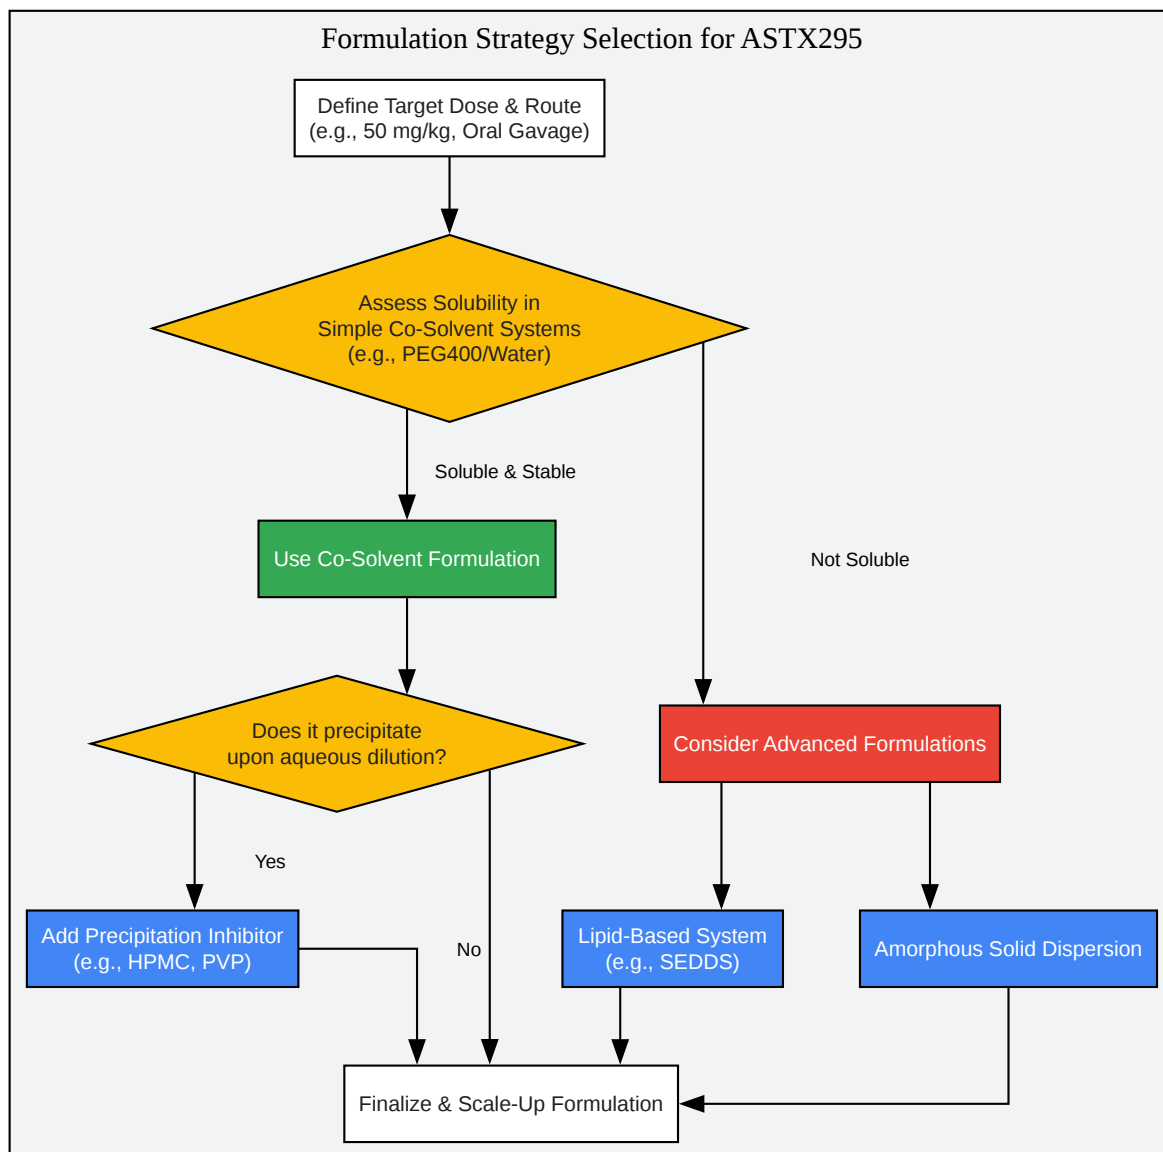 Formulation Strategy Selection for ASTX295
Define Target Dose & Route
(e.g., 50 mg/kg, Oral Gavage)
Assess Solubility in
Simple Co-Solvent Systems
(e.g., PEG400/Water)
Soluble & Stable
Use Co-Solvent Formulation
Not Soluble
Does it precipitate
upon aqueous dilution?
Consider Advanced Formulations
Yes
No
Add Precipitation Inhibitor
(e.g., HPMC, PVP)
Lipid-Based System
(e.g., SEDDS)
Amorphous Solid Dispersion
Finalize & Scale-Up Formulation